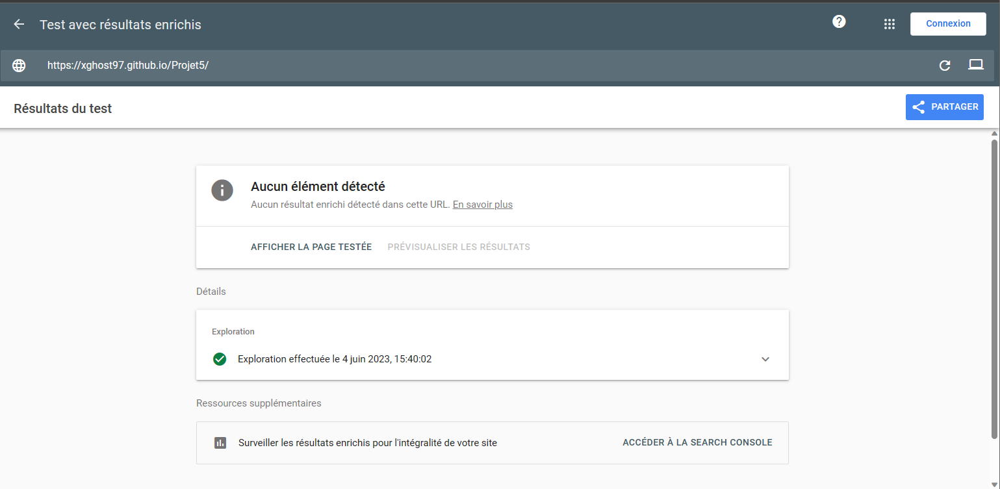 Test avec résultats enrichis
?
Connexion
https://xghost97.github.io/Projet5/
Résultats du test
PARTAGER
Aucun élément détecté
Aucun résultat enrichi détecté dans cette URL. En savoir plus
AFFICHER LA PAGE TESTÉE PRÉVISUALISER LES RÉSULTATS
Détails
Exploration
Exploration effectuée le 4 juin 2023, 15:40:02
Ressources supplémentaires
Surveiller les résultats enrichis pour l'intégralité de votre site
ACCÉDER À LA SEARCH CONSOLE